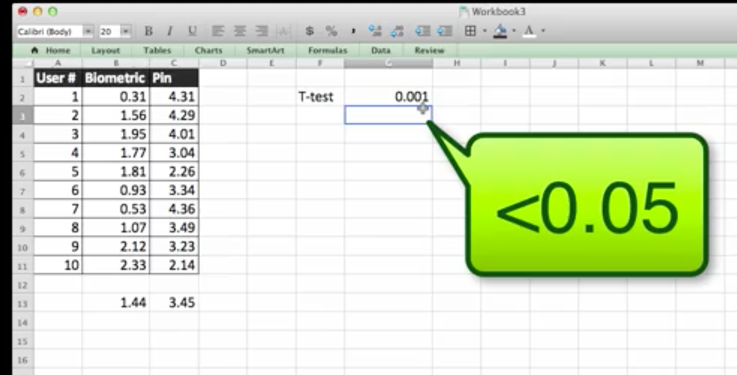 Workbook3
Calibri (Body) 20 B I U A $ % , A
Home Layout Tables Charts SmartArt Formulas Data Review
A B C D E F G H I J K L M
1 User # Biometric Pin
2 1 0.31 4.31 T-test 0.001
3 2 1.56 4.29
4 3 1.95 4.01
5 4 1.77 3.04
6 5 1.81 2.26
7 6 0.93 3.34
8 7 0.53 4.36
9 8 1.07 3.49
10 9 2.12 3.23
11 10 2.33 2.14
12
13 1.44 3.45
14
15
16
<0.05